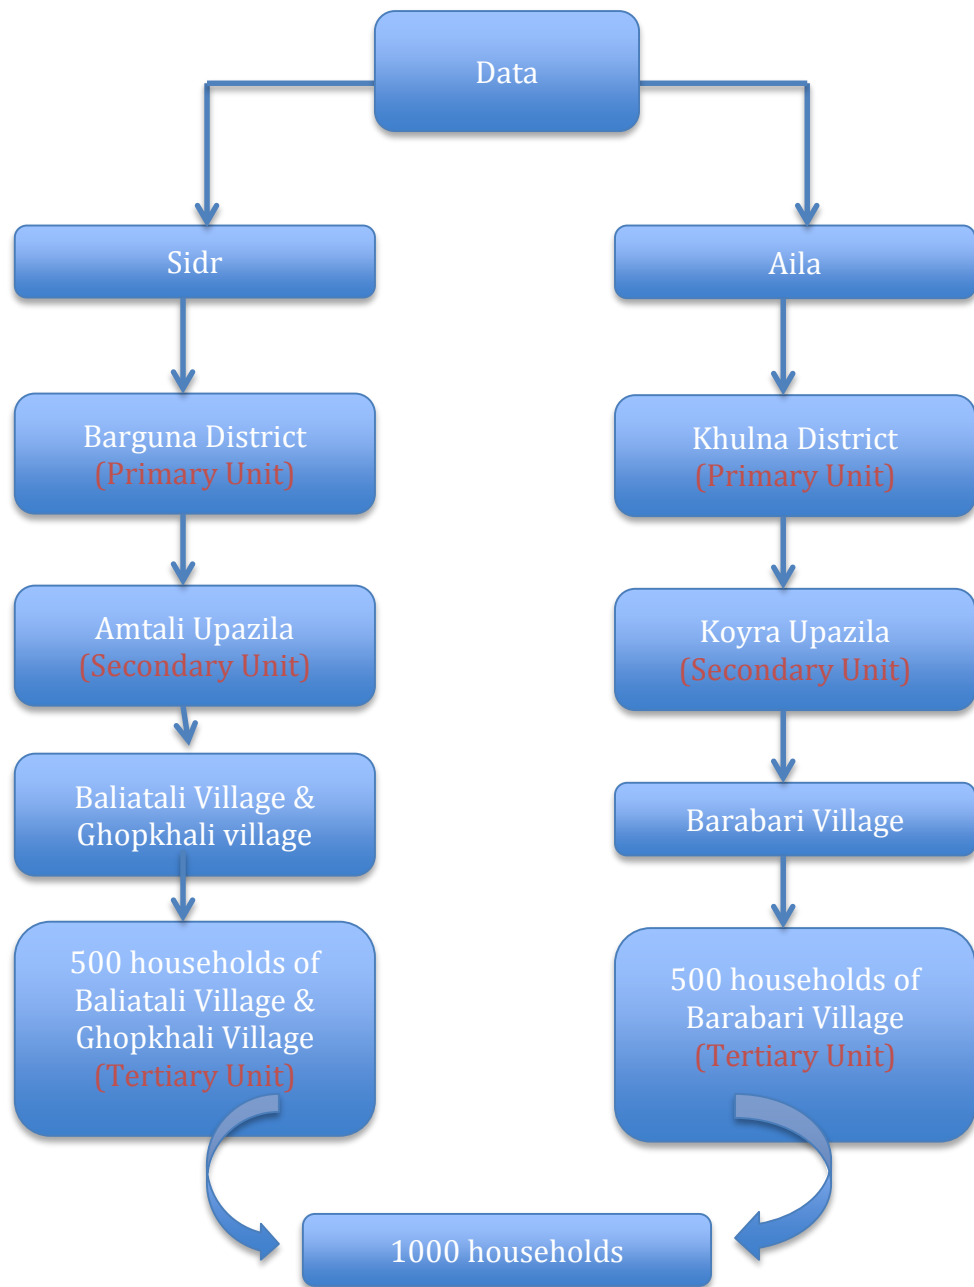 Data
Sidr
Aila
Barguna District
(Primary Unit)
Khulna District
(Primary Unit)
Amtali Upazila
(Secondary Unit)
Koyra Upazila
(Secondary Unit)
Baliatali Village &
Ghopkhali village
Barabari Village
500 households of
Baliatali Village &
Ghopkhali Village
(Tertiary Unit)
500 households of
Barabari Village
(Tertiary Unit)
1000 households